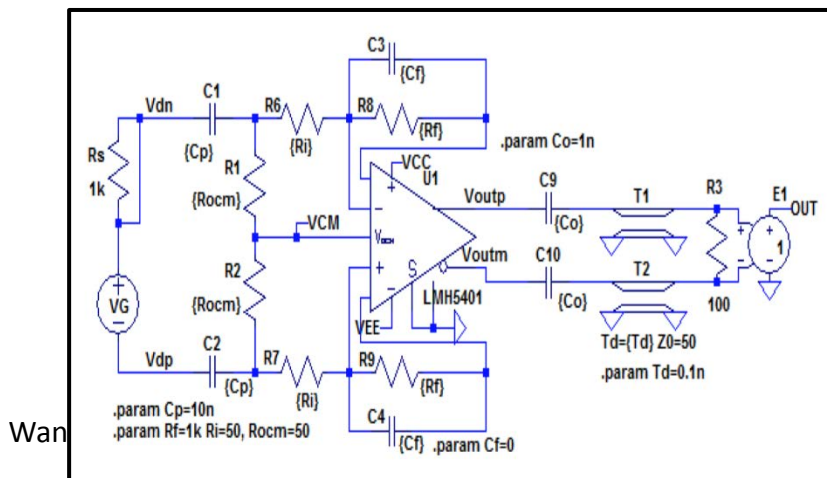 C3
{Cf}
C1
Vdn
R6
R8
{Cp}
{Ri}
{Rf}
.param Co=1n
Rs
1k
R1
{Rocm}
VCC
U1
C9
Voutp
T1
R3
E1
OUT
{Co}
VCM
Voutm
1
R2
{Rocm}
S
C10
T2
LMH5401
{Co}
100
VG
VEE
C2
Vdp
R7
R9
Td={Td} Z0=50
{Cp}
{Ri}
{Rf}
.param Td=0.1n
.param Cp=10n
.param Rf=1k Ri=50, Rocm=50
C4
{Cf}
.param Cf=0
Wan